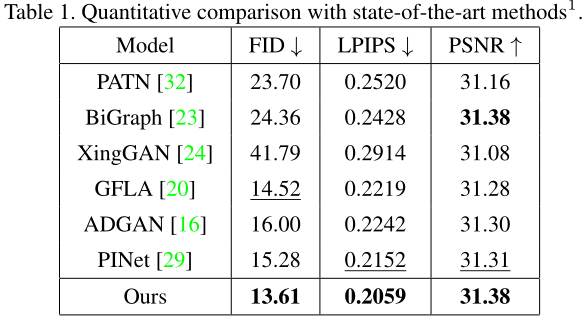 Table 1. Quantitative comparison with state-of-the-art methods¹.
Model FID ↓ LPIPS ↓ PSNR ↑
PATN [32] 23.70 0.2520 31.16
BiGraph [23] 24.36 0.2428 31.38
XingGAN [24] 41.79 0.2914 31.08
GFLA [20] 14.52 0.2219 31.28
ADGAN [16] 16.00 0.2242 31.30
PINet [29] 15.28 0.2152 31.31
Ours 13.61 0.2059 31.38